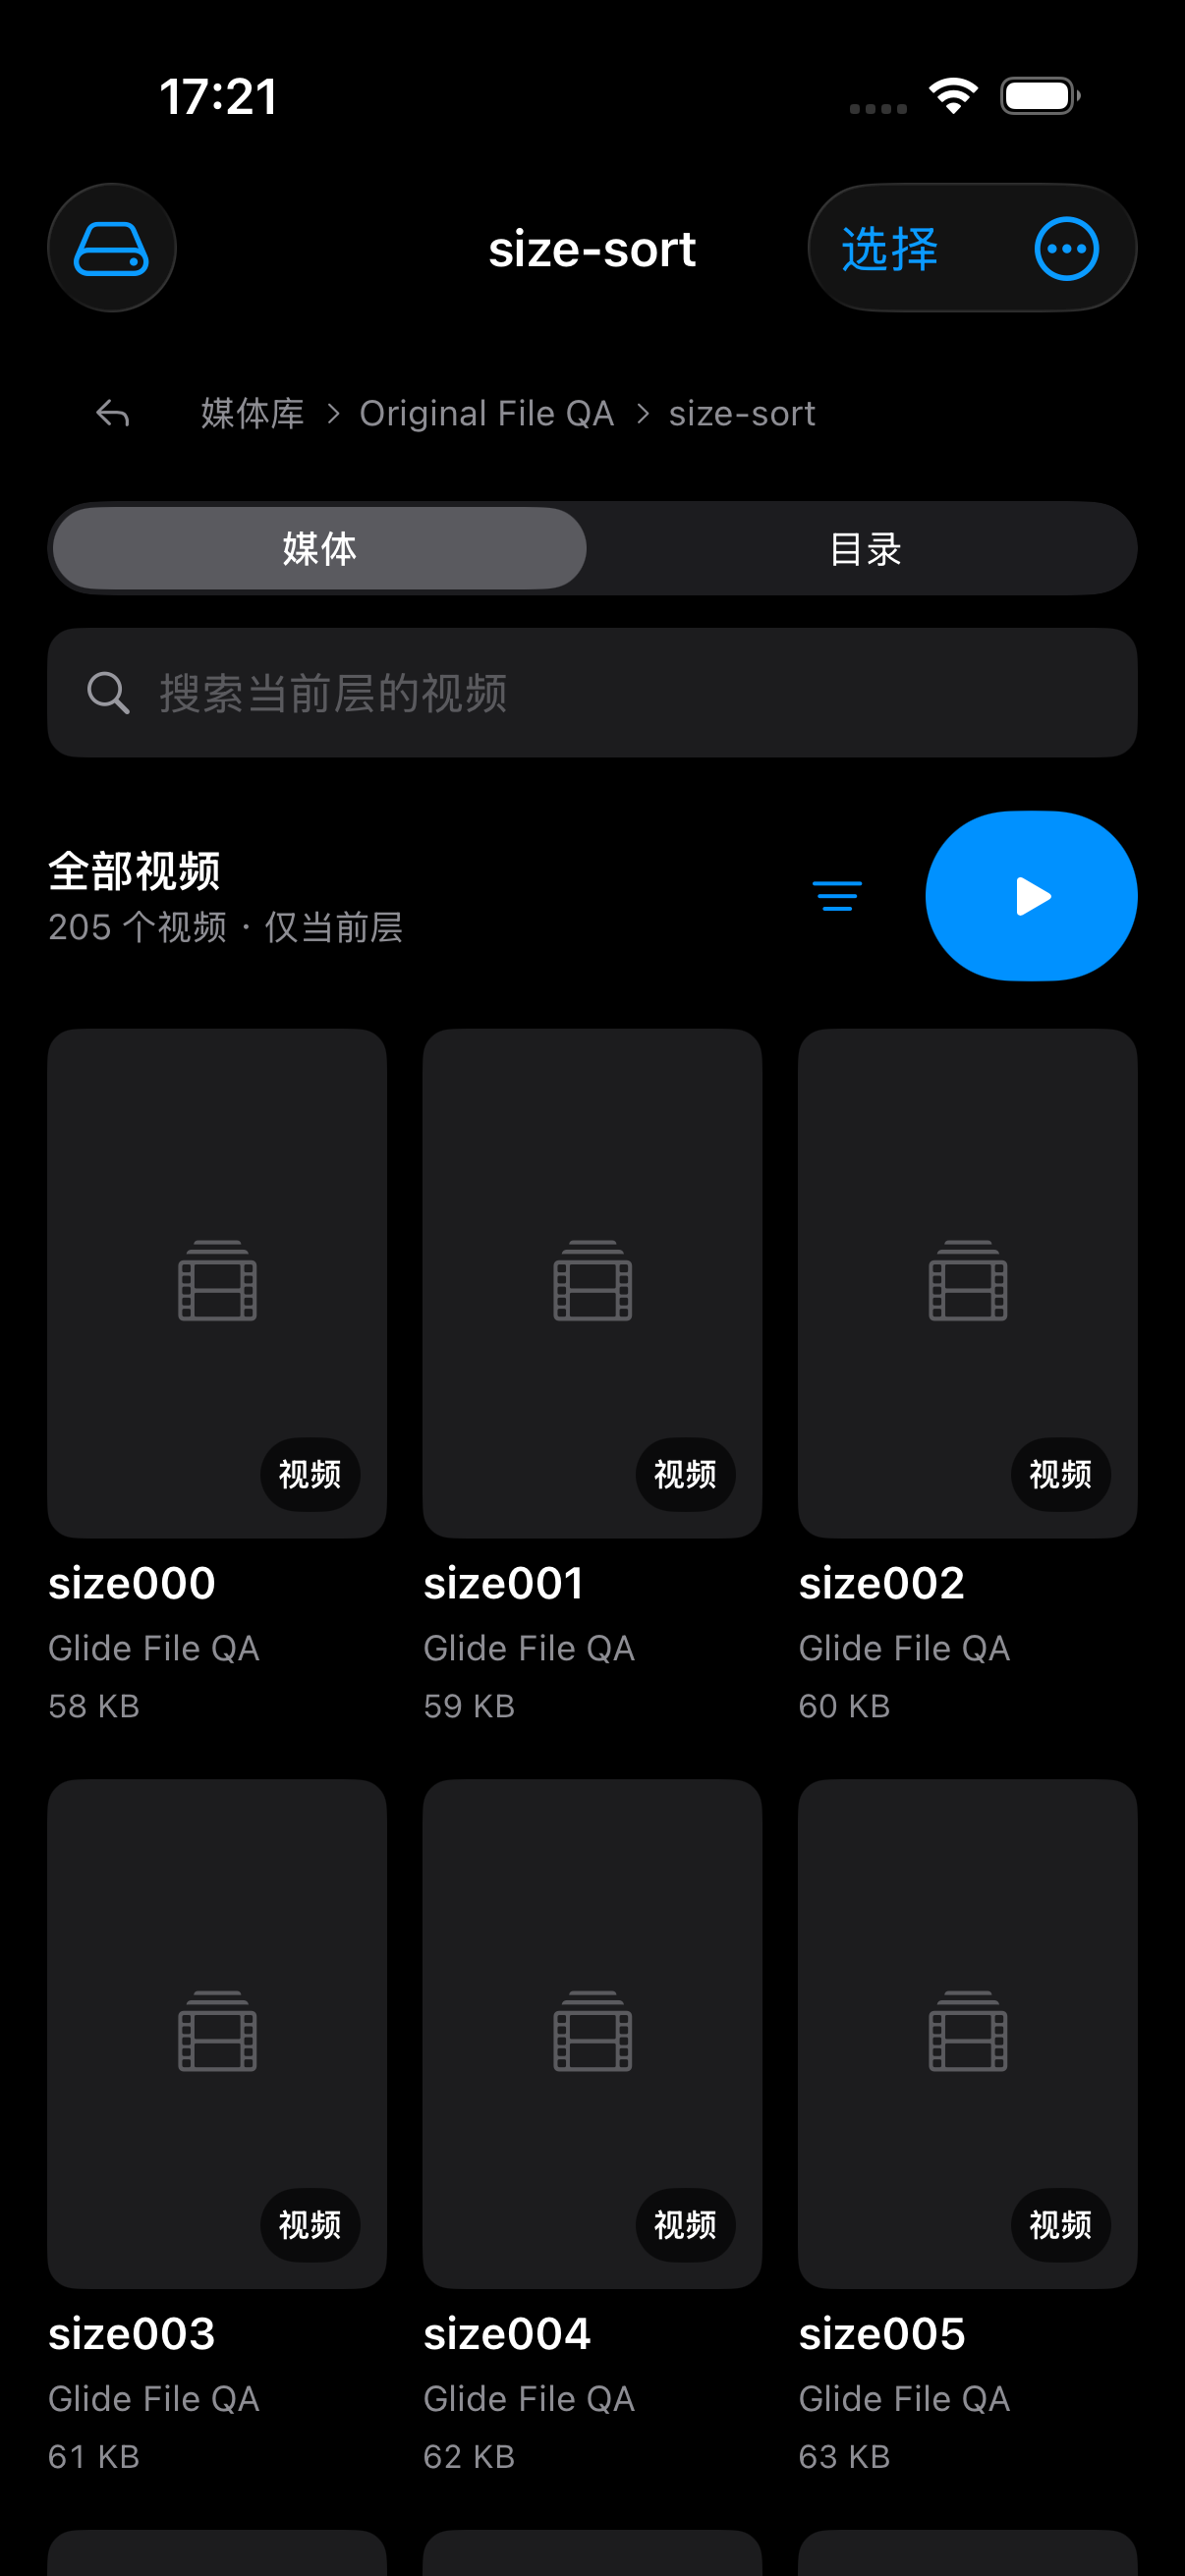 17:21
size-sort
选择
媒体库 > Original File QA > size-sort
媒体
目录
搜索当前层的视频
全部视频
205 个视频 · 仅当前层
视频
视频
视频
size000
size001
size002
Glide File QA
Glide File QA
Glide File QA
58 KB
59 KB
60 KB
视频
视频
视频
size003
size004
size005
Glide File QA
Glide File QA
Glide File QA
61 KB
62 KB
63 KB